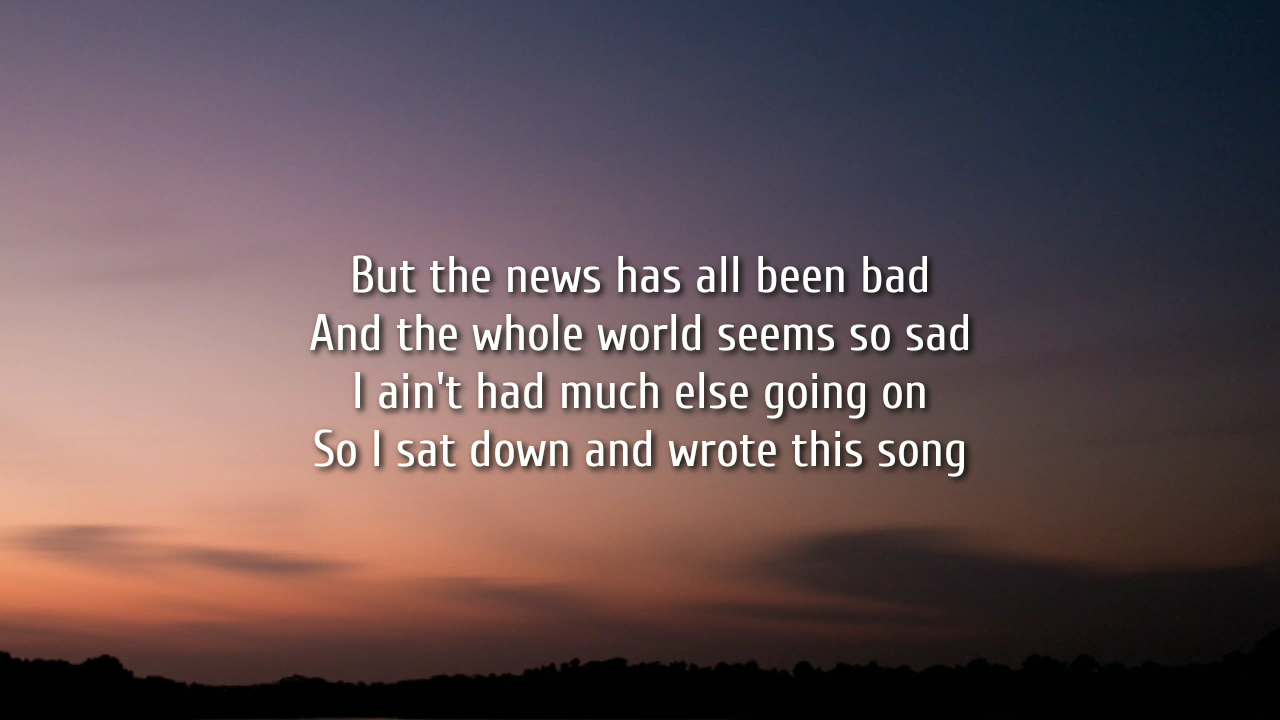 But the news has all been bad
And the whole world seems so sad
I ain't had much else going on
So I sat down and wrote this song